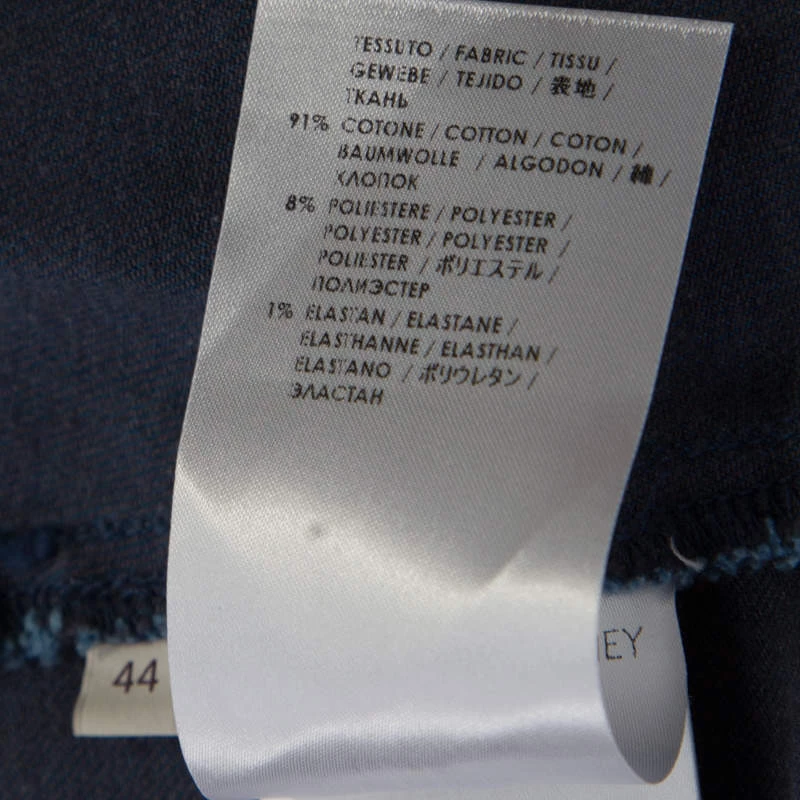 TESSUTO / FABRIC / TISSU /
GEWEBE / TEJIDO / 表地 /
ТКАНЬ
91% COTONE / COTTON / COTON /
BAUMWOLLE / ALGODON / 綿 /
ХЛОПОК
8% POLIESTERE / POLYESTER /
POLYESTER / POLYESTER /
POLIESTER / ポリエステル /
ПОЛИЭСТЕР
1% ELASTAN / ELASTANE /
ELASTHANNE / ELASTHAN /
ELASTANO / ポリウレタン /
ЭЛАСТАН
44